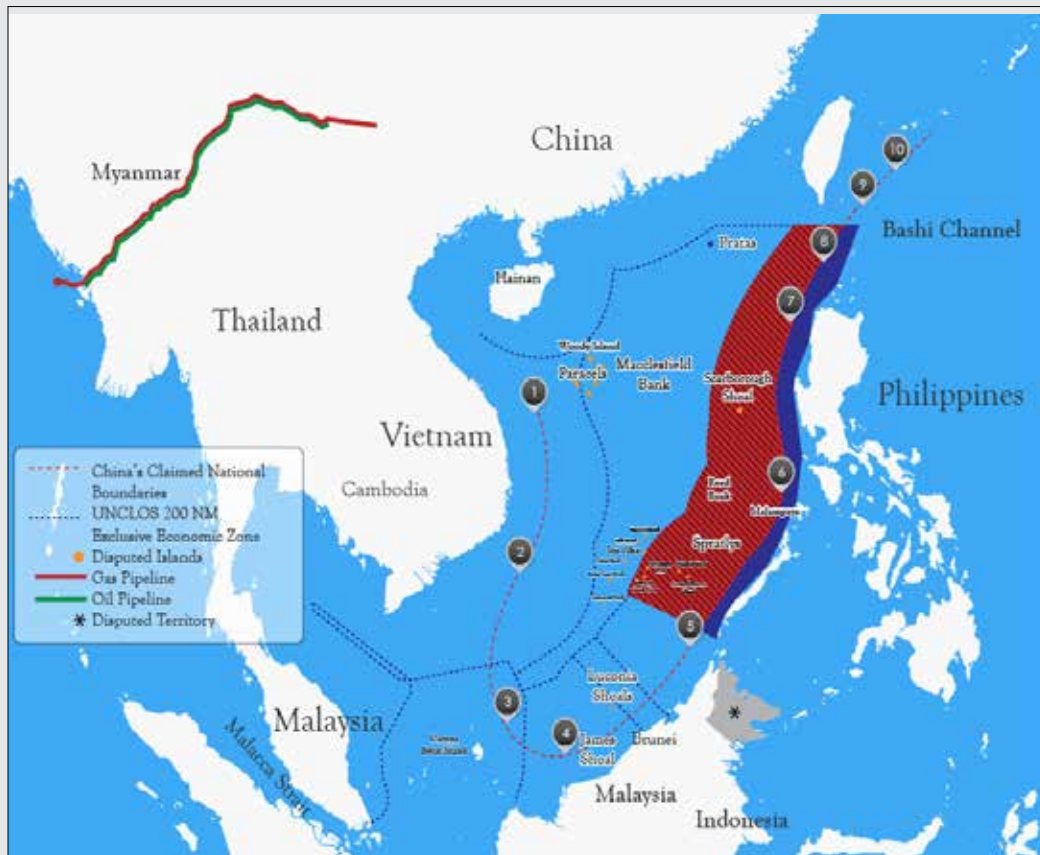 China
Myanmar
10
9
Bashi Channel
8
Pratas
Hainan
7
Thailand
Woody Island
Paracels
Macclesfield
Bank
Scarborough
Shoal
1
Philippines
Vietnam
6
Cambodia
Reed
Bank
Spratlys
2
5
China's Claimed National
Boundaries
UNCLOS 200 NM
Exclusive Economic Zone
Disputed Islands
Gas Pipeline
Oil Pipeline
* Disputed Territory
Luconia
Shoals
3
*
Malaysia
4
James
Shoal
Brunei
Malacca Strait
Malaysia
Indonesia